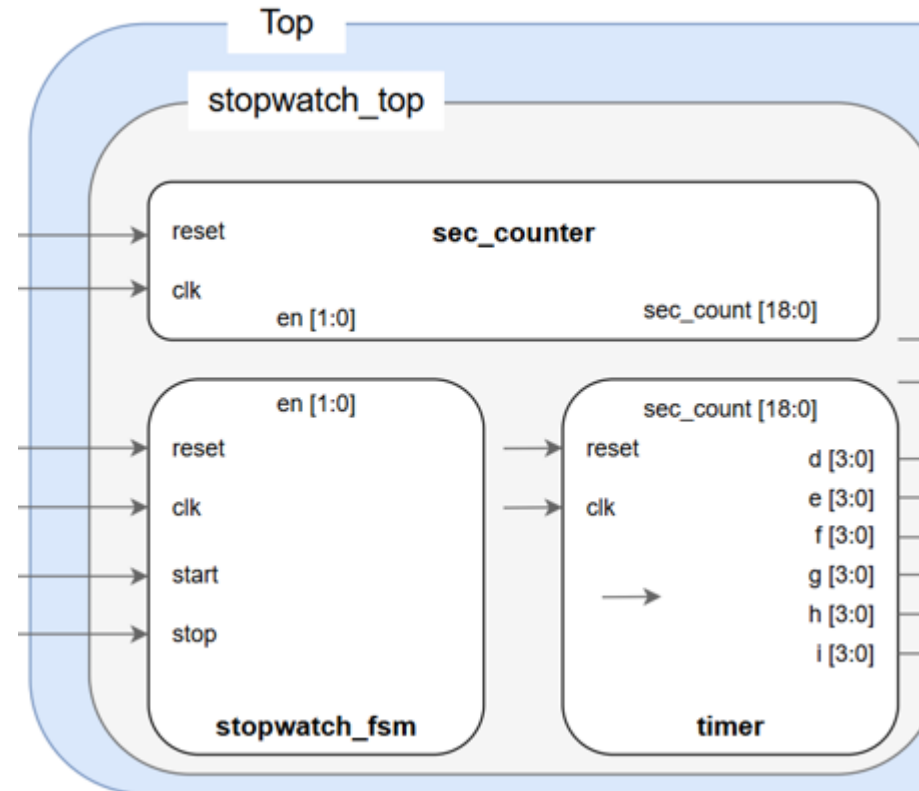 Top
stopwatch_top
reset
sec_counter
clk
en [1:0]
sec_count [18:0]
en [1:0]
reset
clk
start
stop
stopwatch_fsm
sec_count [18:0]
reset
clk
d [3:0]
e [3:0]
f [3:0]
g [3:0]
h [3:0]
i [3:0]
timer